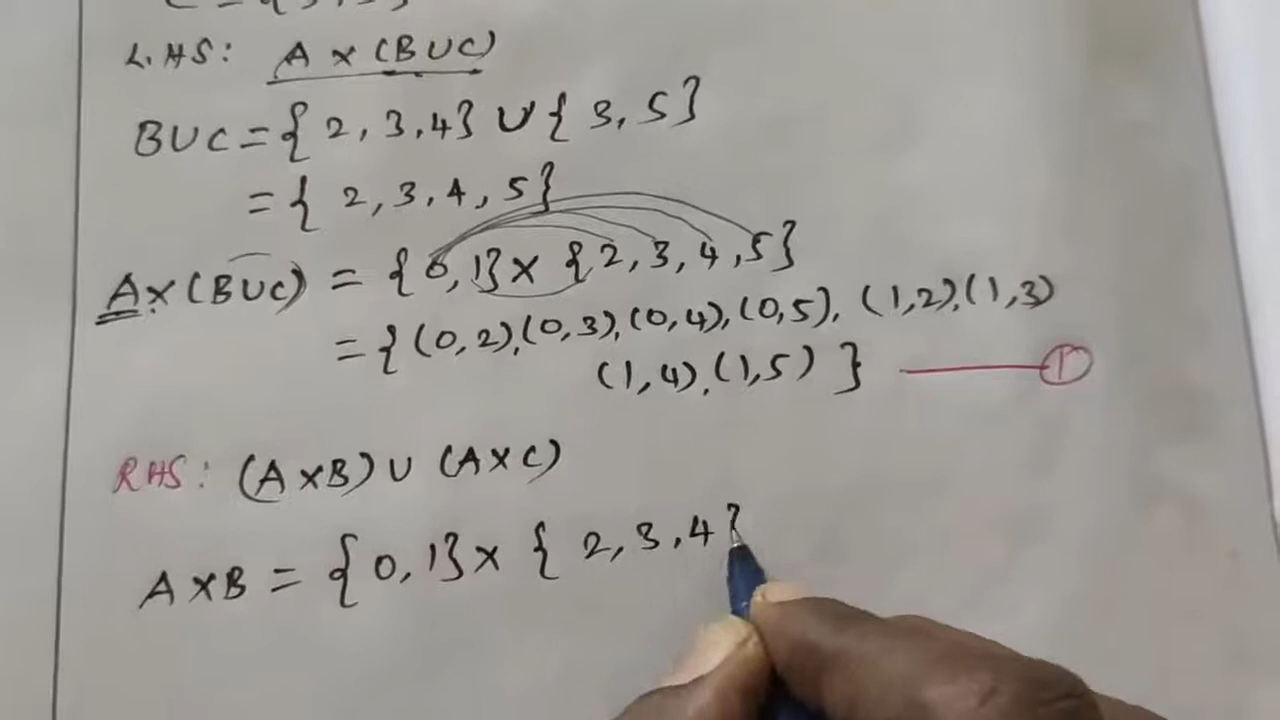 L.HS: A × (BUC)
BUC = { 2, 3, 4} U { 3, 5}
= { 2, 3, 4, 5}
A × (BUC) = {0, 1} × {2, 3, 4, 5}
= {(0, 2), (0, 3), (0, 4), (0, 5), (1, 2), (1, 3)
(1, 4), (1, 5) } ——— ①
RHS: (A×B) U (A×C)
A×B = {0, 1} × { 2, 3, 4}